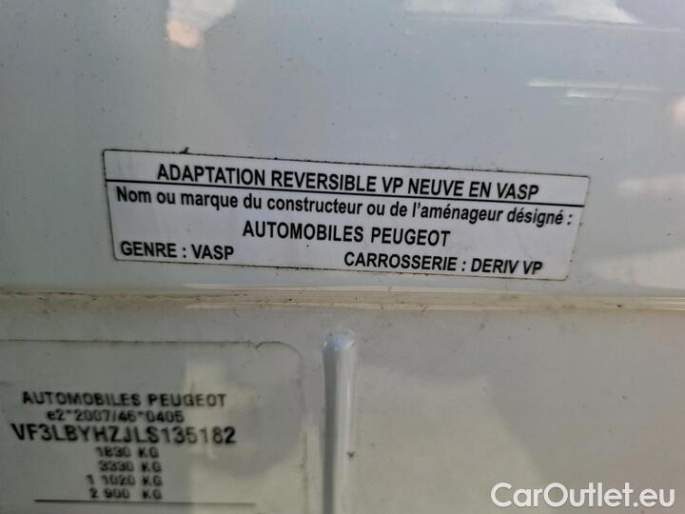 ADAPTATION REVERSIBLE VP NEUVE EN VASP
Nom ou marque du constructeur ou de l'aménageur désigné :
AUTOMOBILES PEUGEOT
GENRE : VASP CARROSSERIE : DERIV VP
AUTOMOBILES PEUGEOT
e2*2007/46*0405
VF3LBYHZJLS135182
1830 KG
3330 KG
1 1020 KG
2 900 KG
CarOutlet.eu